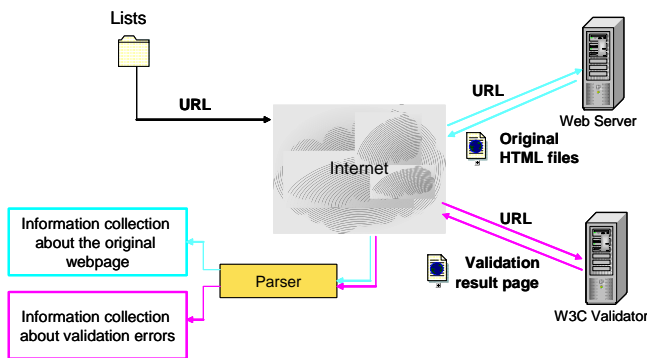 Lists
URL
URL
Web Server
Original
HTML files
Internet
URL
Validation
result page
W3C Validator
Information collection
about the original
webpage
Parser
Information collection
about validation errors